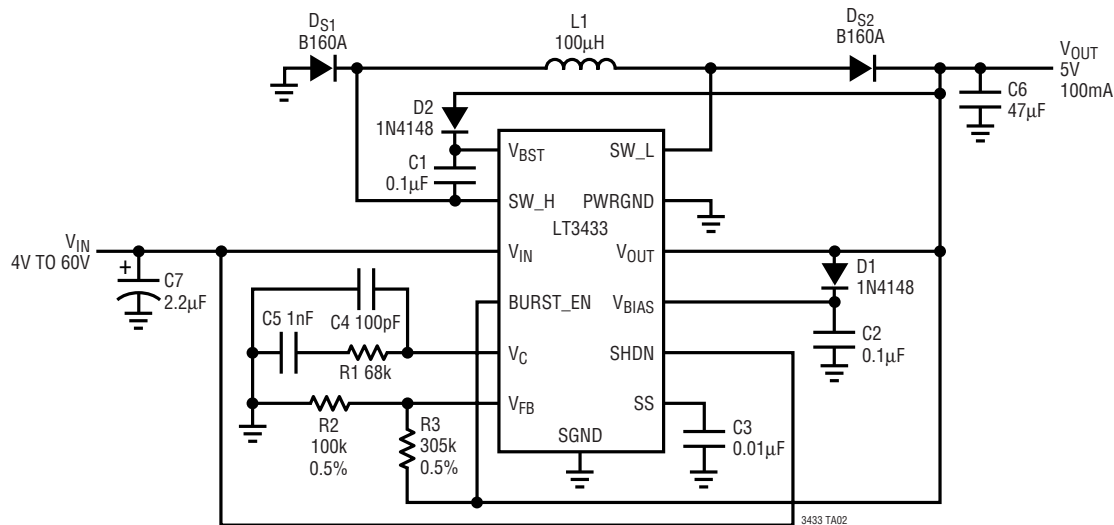 DS1
B160A
L1
100µH
DS2
B160A
VOUT
5V
100mA
C6
47µF
D2
1N4148
C1
0.1µF
VBST
SW_H
VIN
BURST_EN
VC
VFB
SGND
LT3433
SW_L
PWRGND
VOUT
VBIAS
SHDN
SS
VIN
4V TO 60V
+
C7
2.2µF
C5 1nF
C4 100pF
R1 68k
R2
100k
0.5%
R3
305k
0.5%
D1
1N4148
C2
0.1µF
C3
0.01µF
3433 TA02